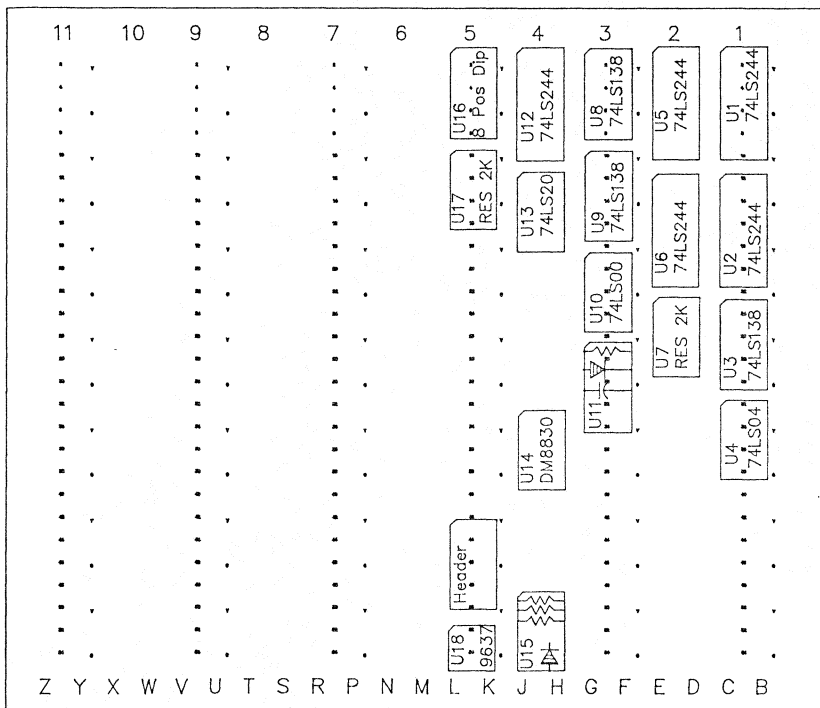 11 10 9 8 7 6 5 4 3 2 1
U16
8 Pos Dip
U12
74LS244
U8
74LS138
U5
74LS244
U1
74LS244
U17
RES 2K
U13
74LS20
U9
74LS138
U6
74LS244
U2
74LS244
U10
74LS00
U7
RES 2K
U3
74LS138
U11
U14
DM8830
U4
74LS04
Header
U18
9637
U15
Z Y X W V U T S R P N M L K J H G F E D C B